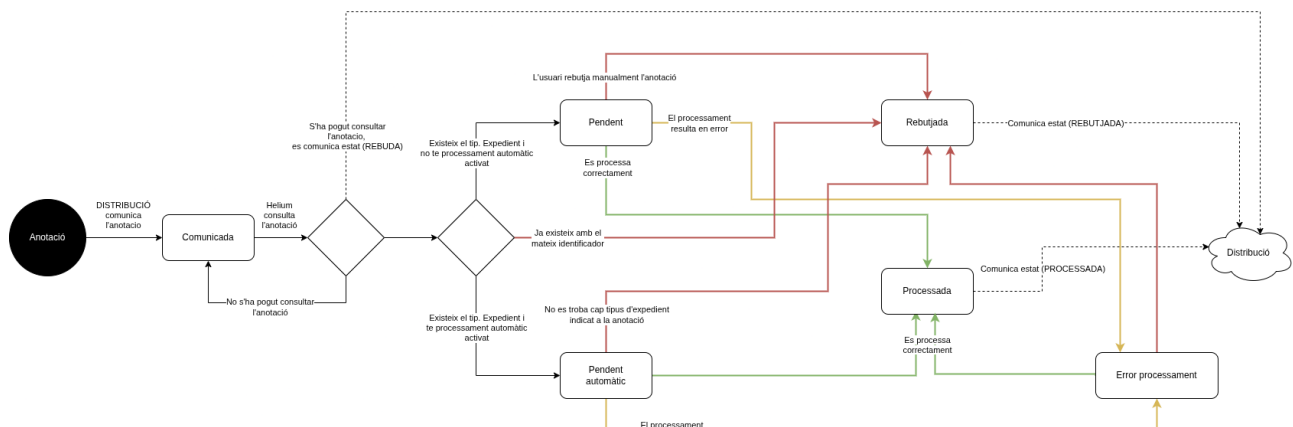 L'usuari rebutja manualment l'anotació
Pendent
El processament
resulta en error
Rebutjada
Comunica estat (REBUTJADA)
S'ha pogut consultar
l'anotacio,
es comunica estat (REBUDA)
Existeix el tip. Expedient i
no te processament automàtic
activat
Es processa
correctament
DISTRIBUCIÓ
comunica
l'anotacio
Helium
consulta
l'anotació
Anotació
Comunicada
Ja existeix amb el
mateix identificador
Distribució
Comunica estat (PROCESSADA)
Processada
No s'ha pogut consultar
l'anotació
Existeix el tip. Expedient i
te processament automàtic
activat
No es troba cap tipus d'expedient
indicat a la anotació
Es processa
correctament
Pendent
automàtic
Error processament
El processament